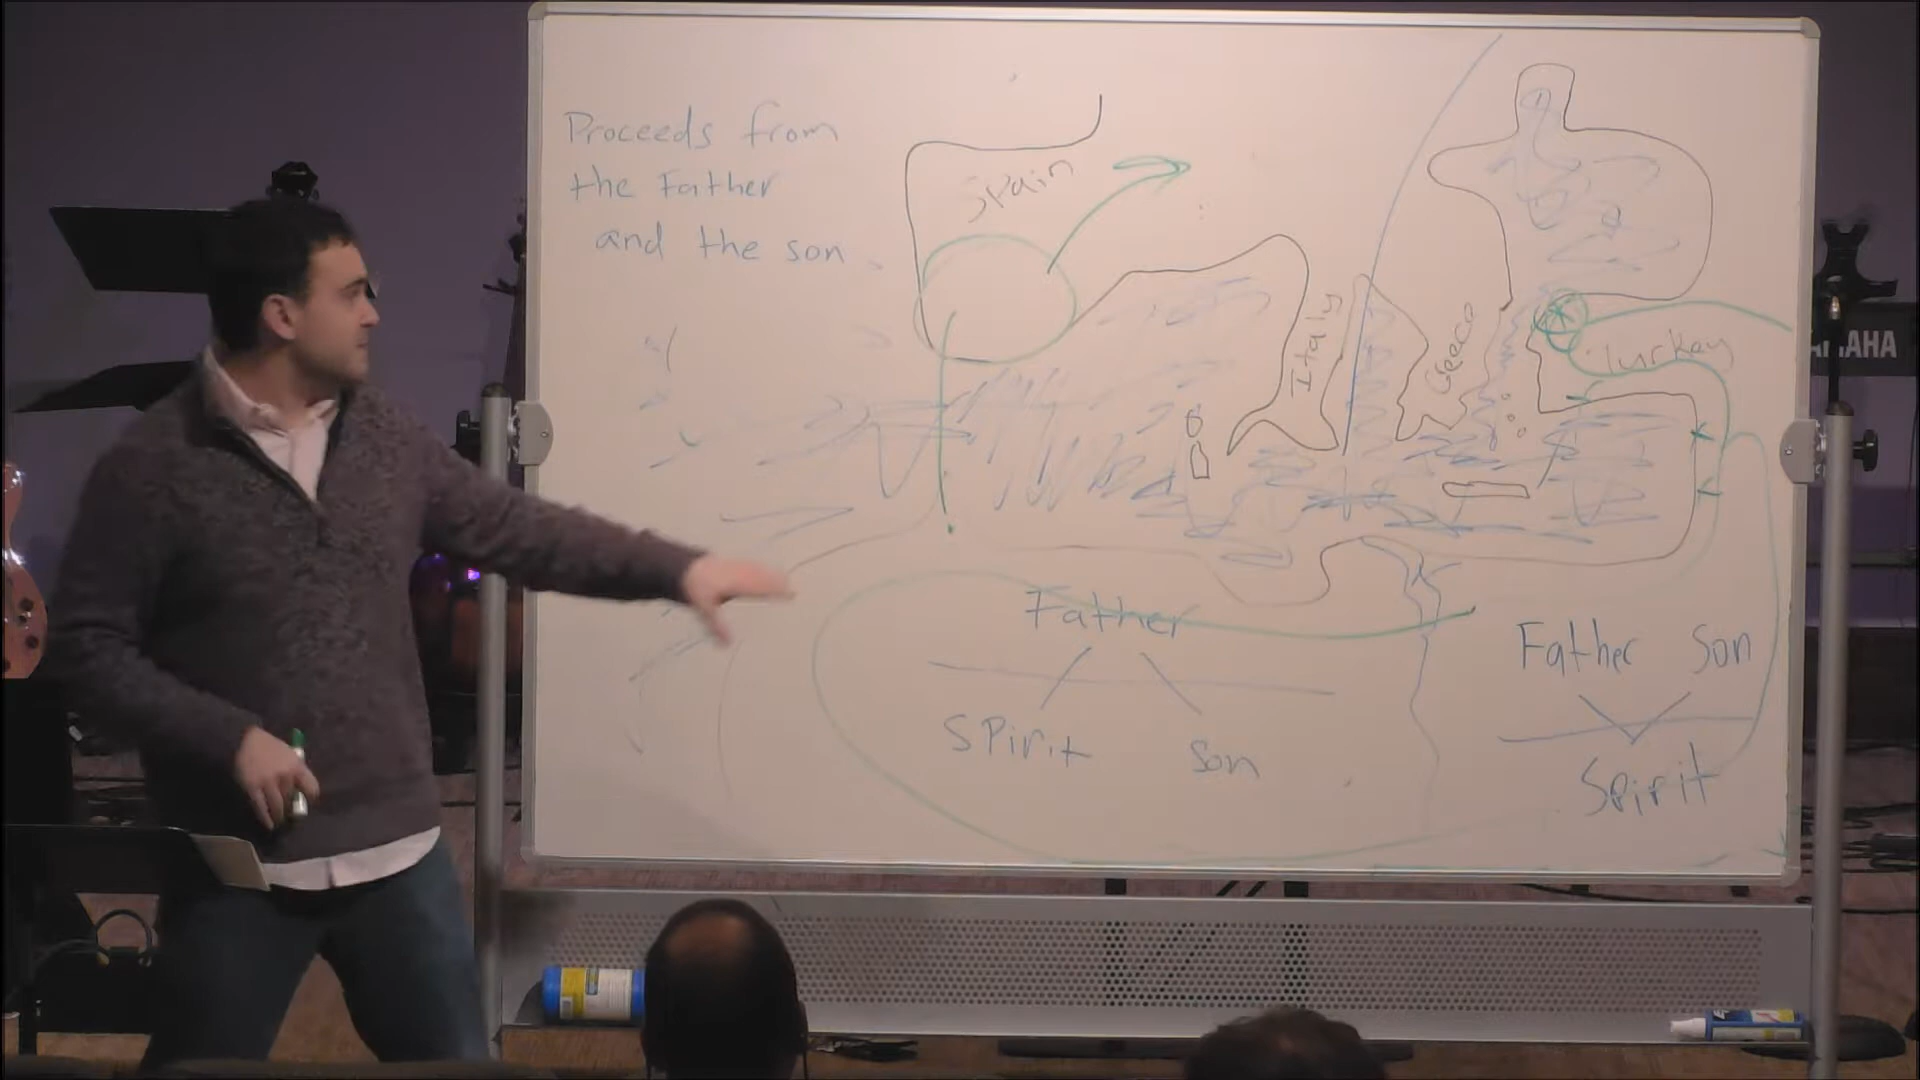 Proceeds from
the Father
and the son
Spain
Italy
Greece
Turkey
Father
Spirit
Son
Father Son
Spirit
YAMAHA